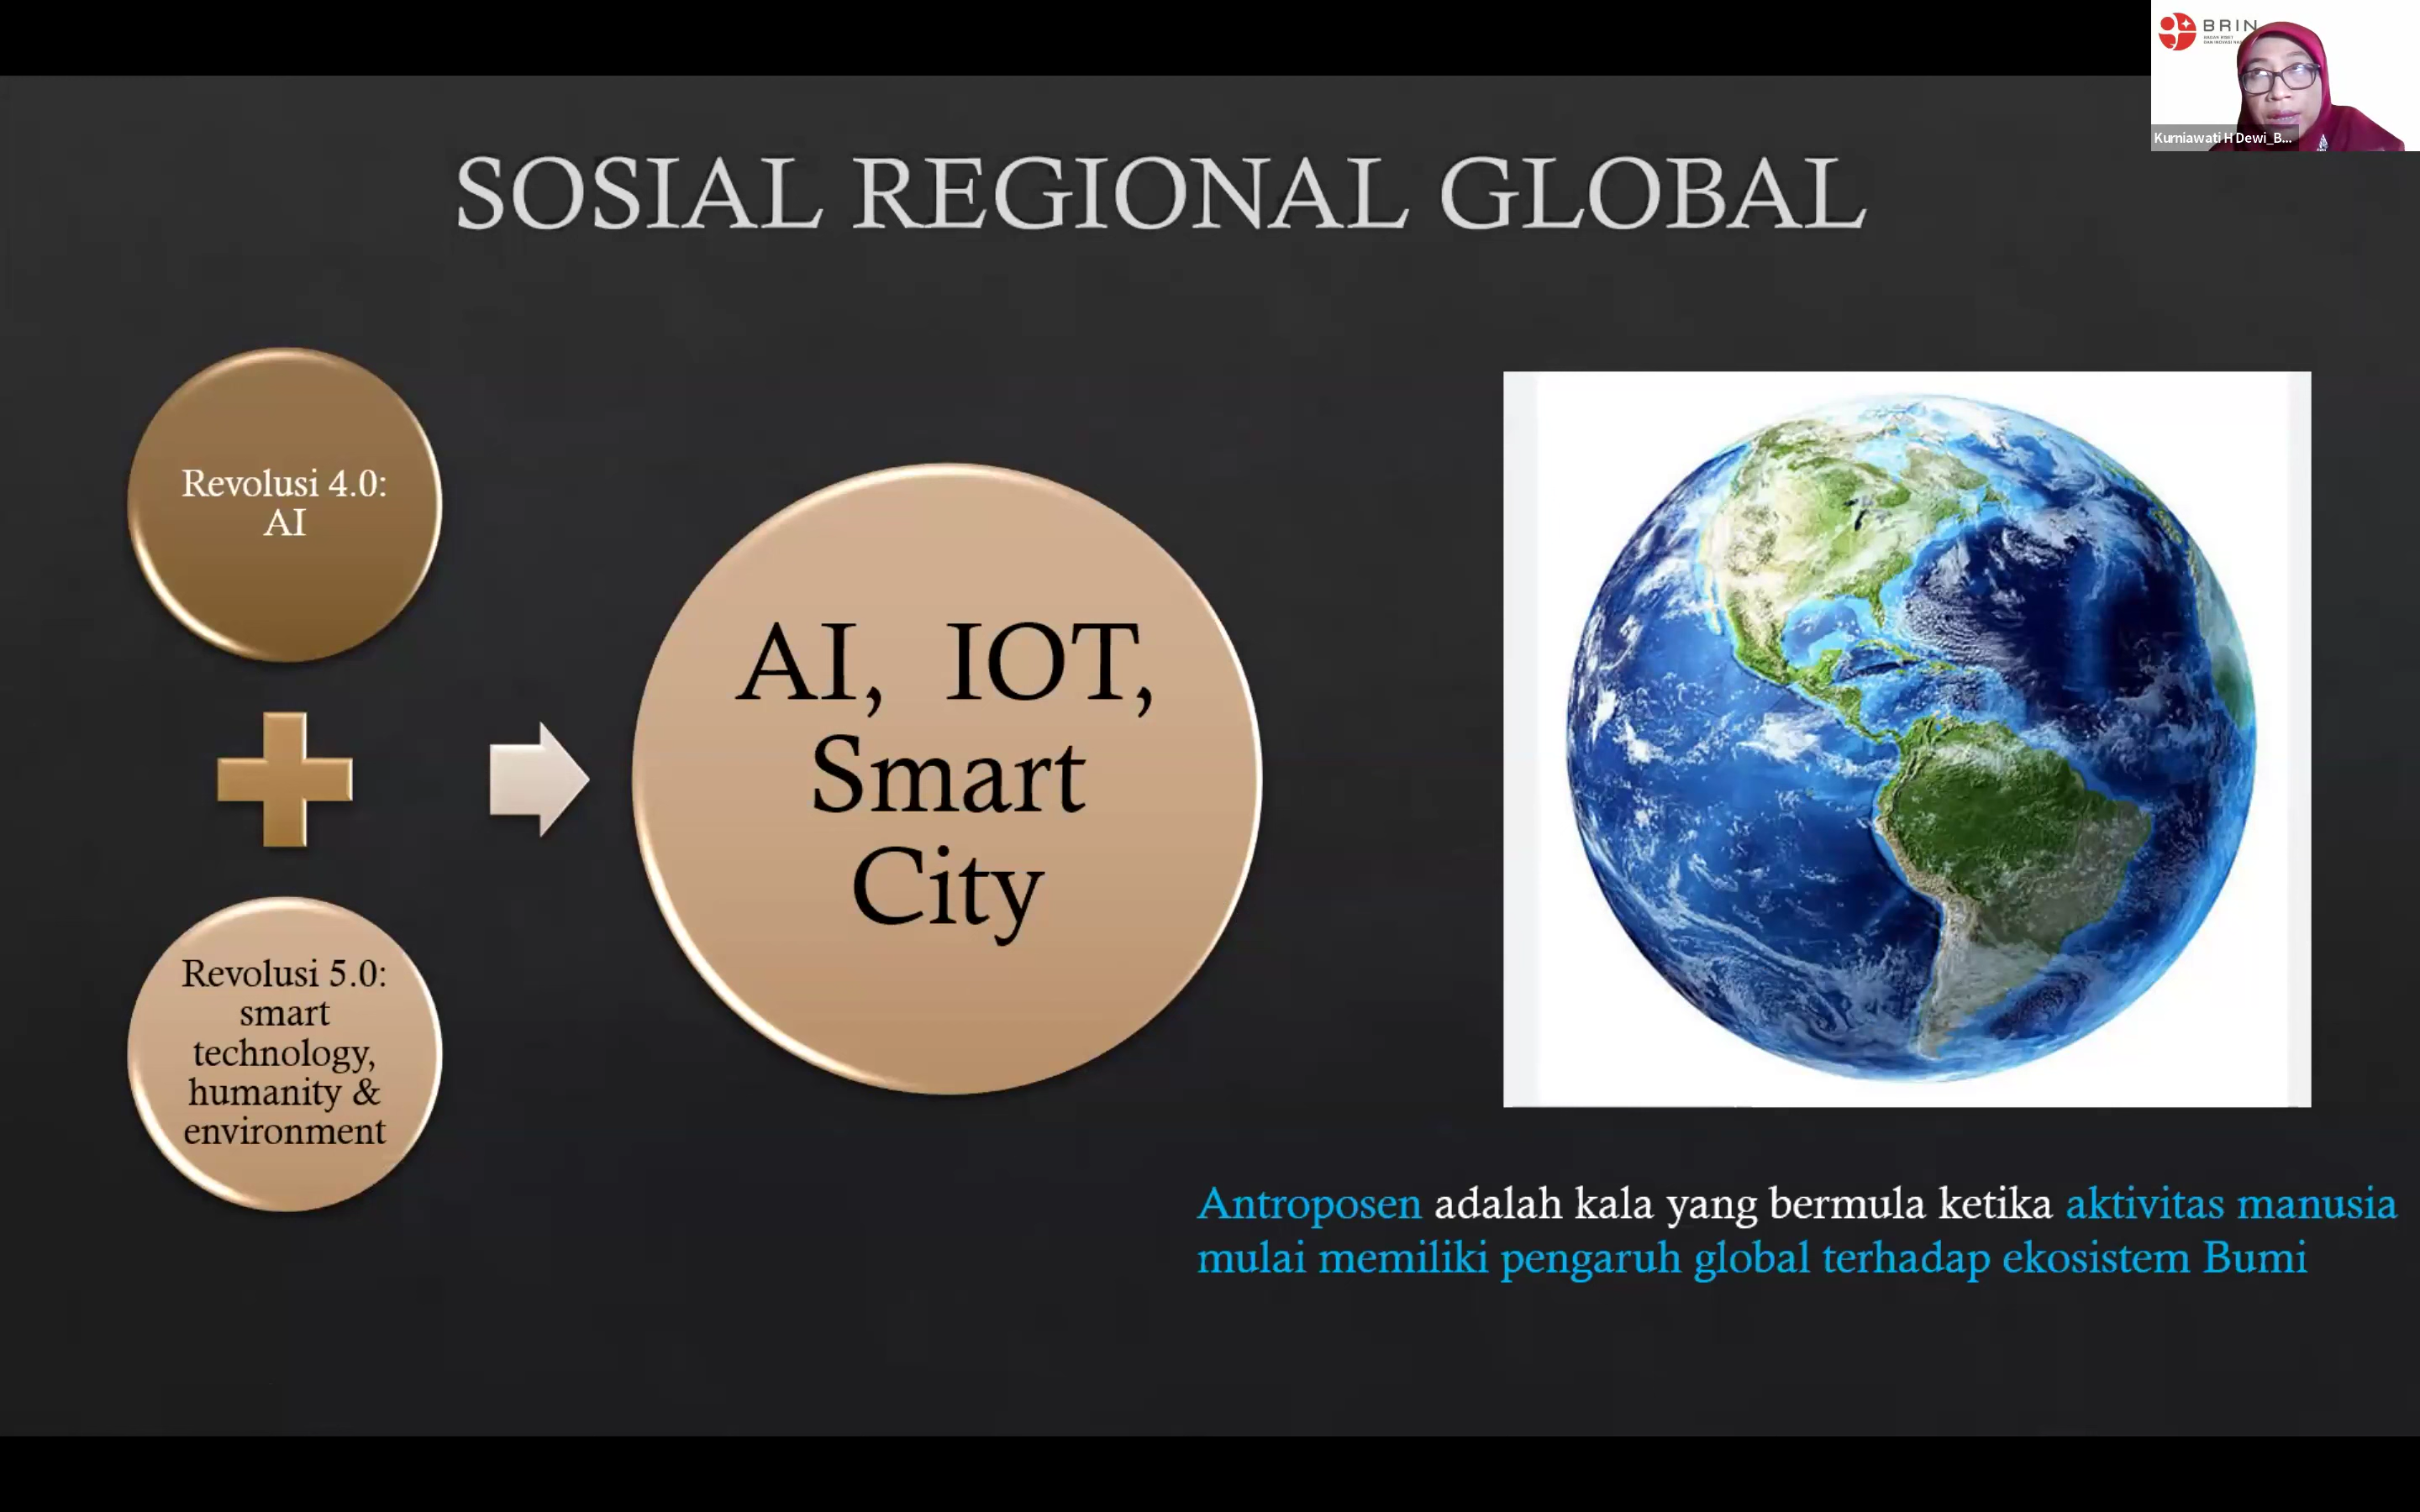 BRIN
SOSIAL REGIONAL GLOBAL
Kurniawati H Dewi_B...
Revolusi 4.0:
AI
Revolusi 5.0:
smart
technology,
humanity &
environment
AI, IOT,
Smart
City
Antroposen adalah kala yang bermula ketika aktivitas manusia
mulai memiliki pengaruh global terhadap ekosistem Bumi